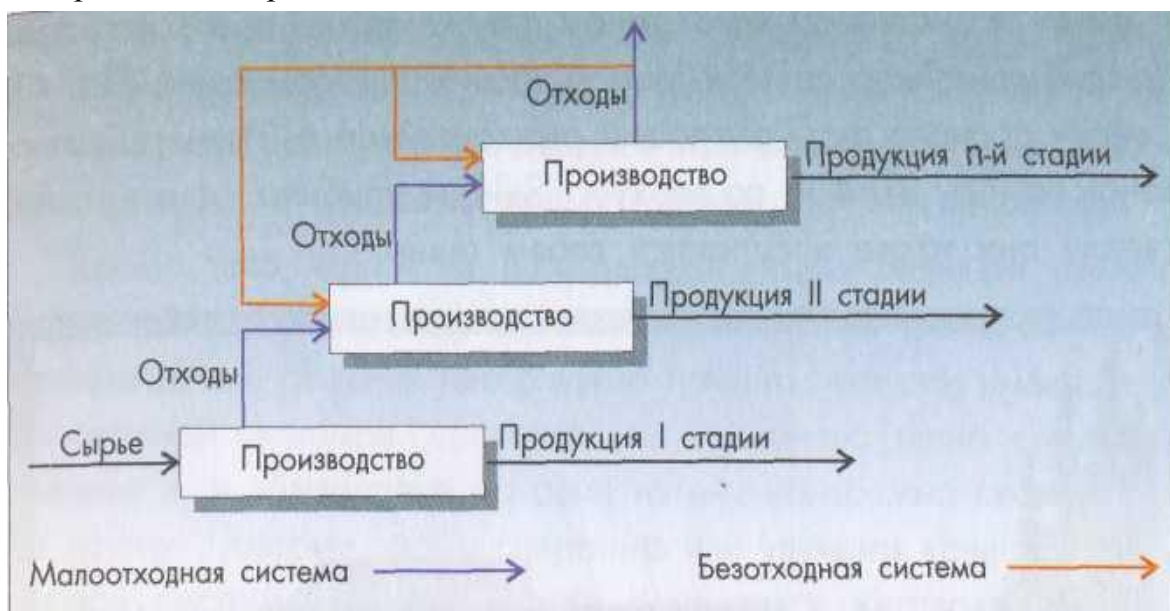 Отходы
Производство
Продукция n-й стадии
Отходы
Производство
Продукция II стадии
Отходы
Сырье
Производство
Продукция I стадии
Малоотходная система
Безотходная система